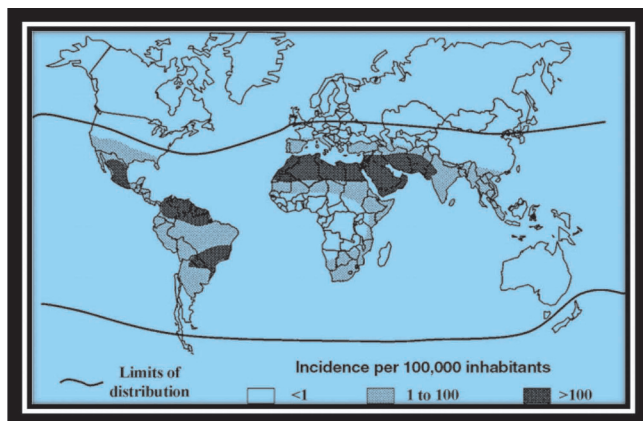 Limits of
distribution
Incidence per 100,000 inhabitants
<1
1 to 100
>100